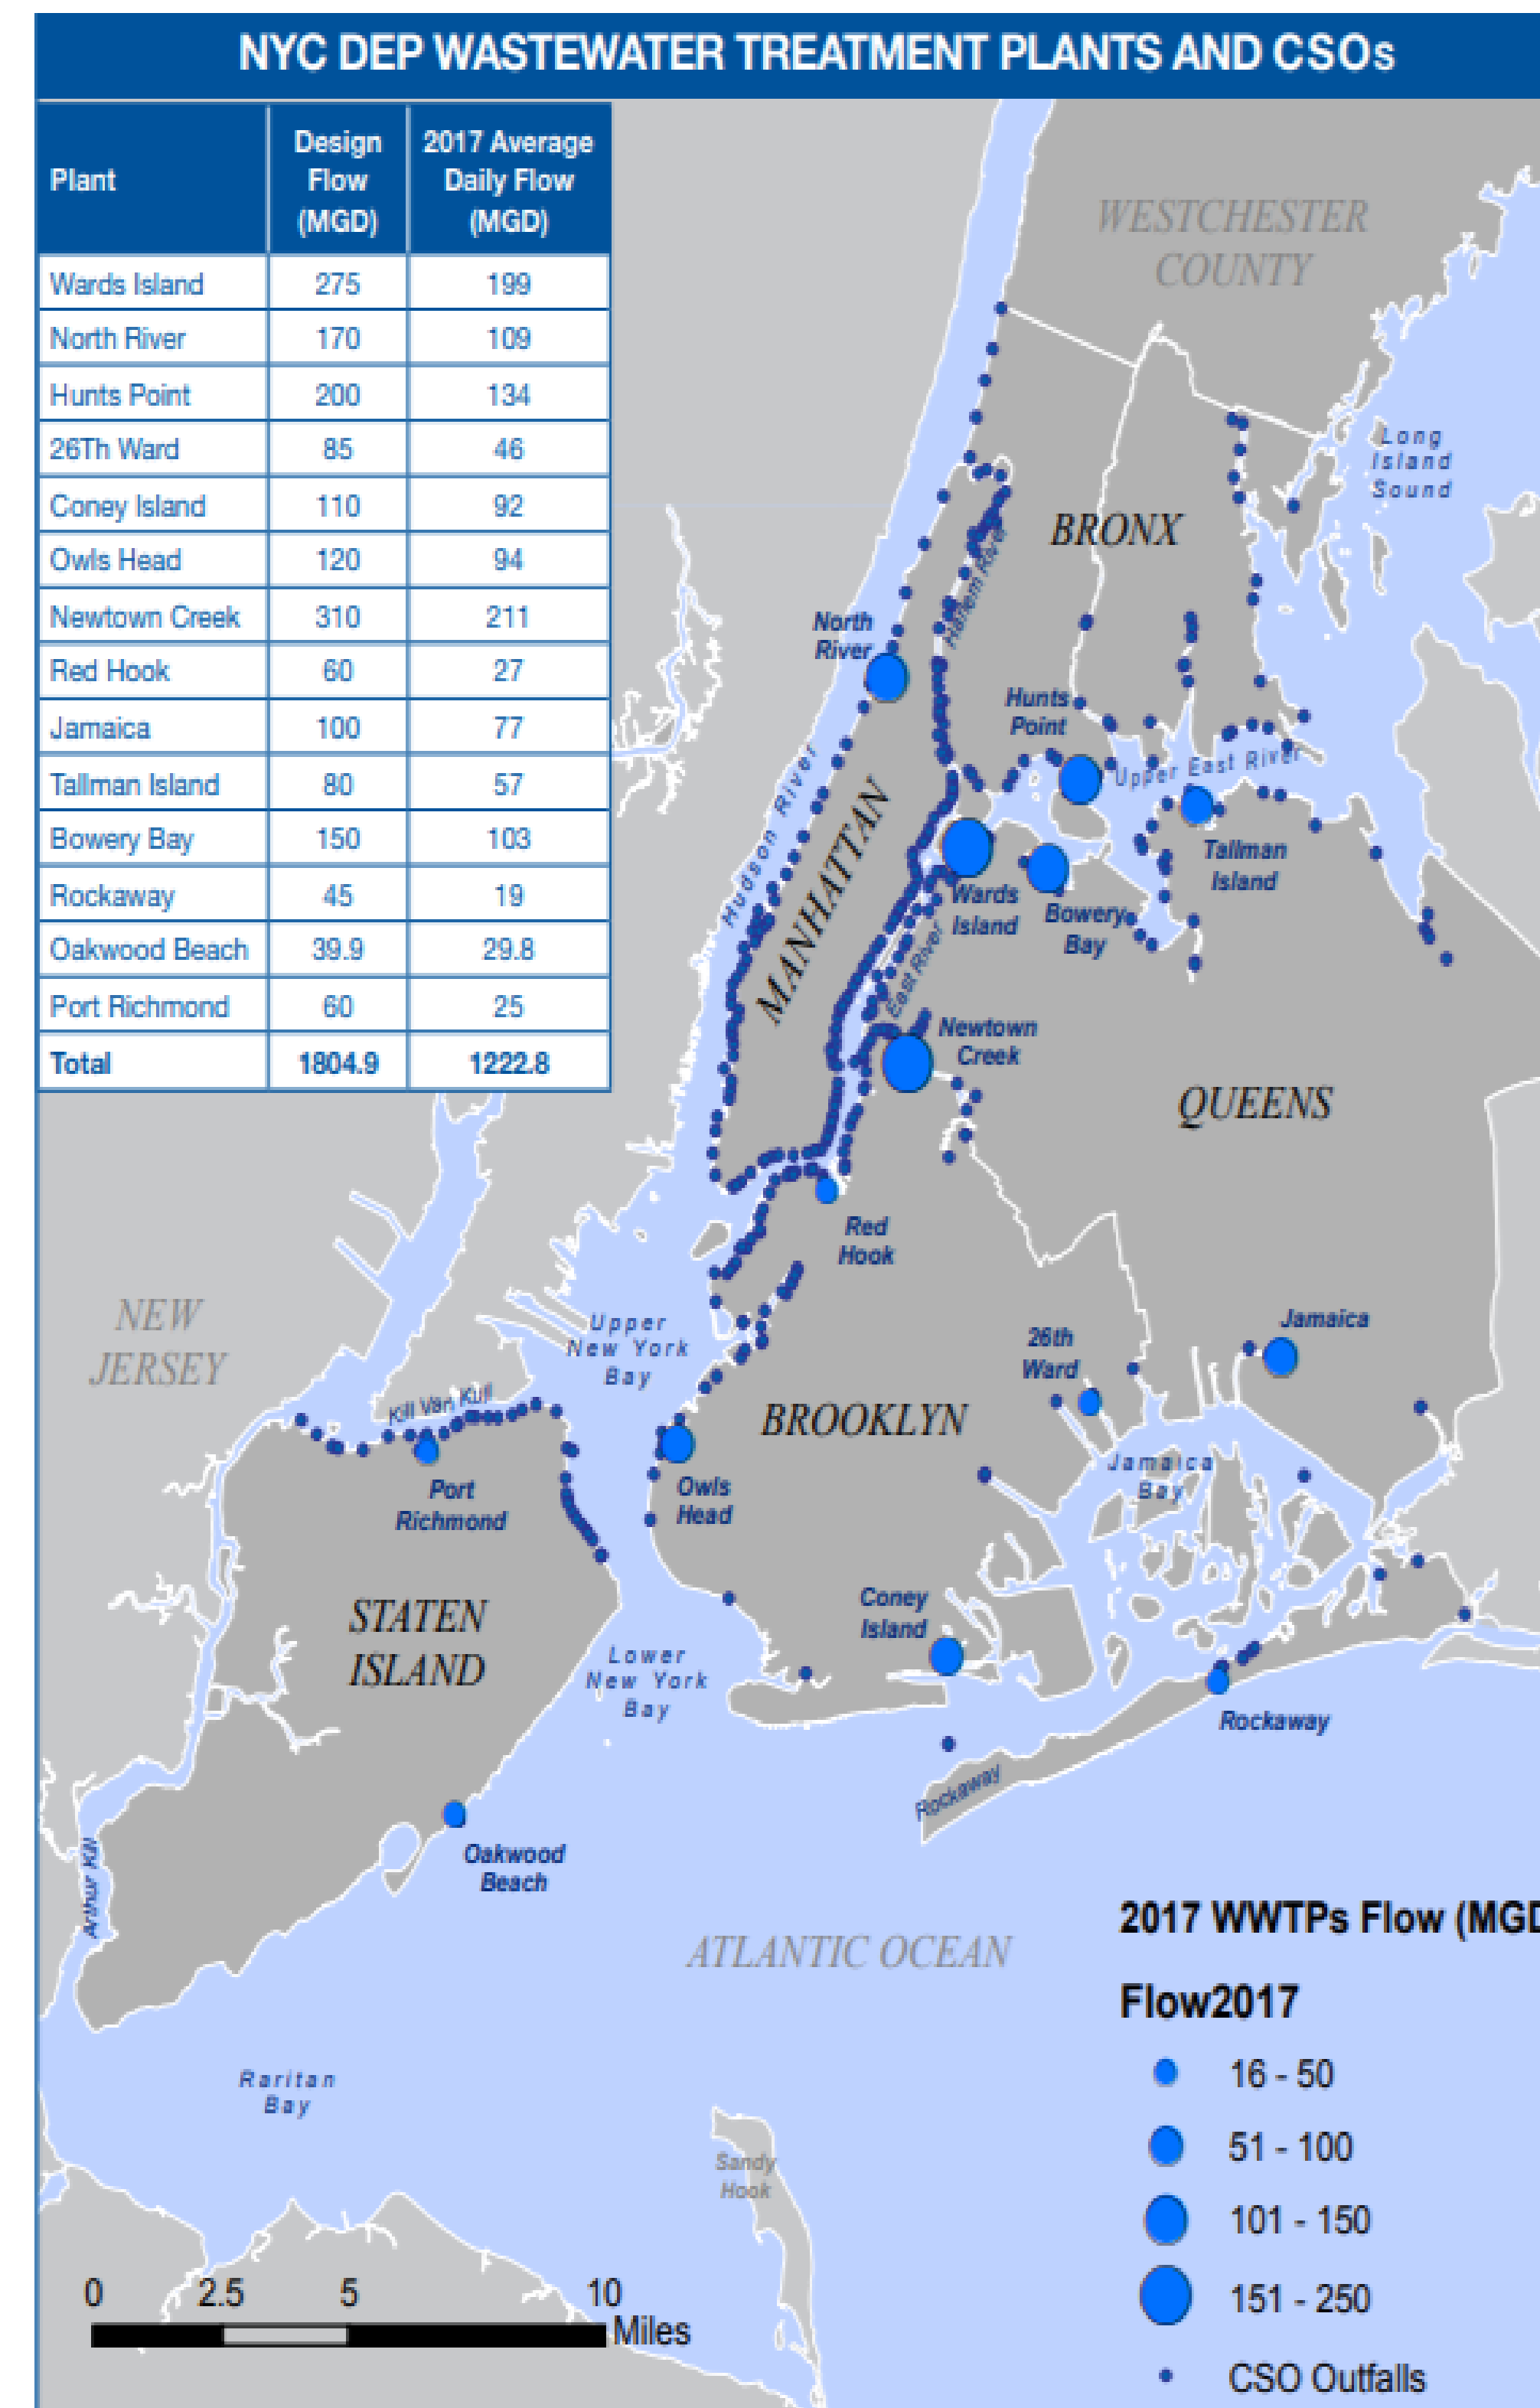 NYC DEP WASTEWATER TREATMENT PLANTS AND CSOs
Plant
Design
Flow
(MGD)
2017 Average
Daily Flow
(MGD)
Wards Island 275 199
North River 170 109
Hunts Point 200 134
26Th Ward 85 46
Coney Island 110 92
Owls Head 120 94
Newtown Creek 310 211
Red Hook 60 27
Jamaica 100 77
Tallman Island 80 57
Bowery Bay 150 103
Rockaway 45 19
Oakwood Beach 39.9 29.8
Port Richmond 60 25
Total 1804.9 1222.8
WESTCHESTER
COUNTY
Long
Island
Sound
BRONX
Harlem River
North
River
Hunts
Point
Upper East River
Hudson River
MANHATTAN
Tallman
Island
Wards
Island
Bowery
Bay
East River
Newtown
Creek
QUEENS
Red
Hook
NEW
JERSEY
Upper
New York
Bay
Jamaica
26th
Ward
Kill Van Kull
BROOKLYN
Jamaica
Bay
Port
Richmond
Owls
Head
STATEN
ISLAND
Coney
Island
Lower
New York
Bay
Rockaway
Rockaway
Oakwood
Beach
Arthur Kill
ATLANTIC OCEAN
2017 WWTPs Flow (MGD
Flow2017
16 - 50
51 - 100
101 - 150
151 - 250
CSO Outfalls
Raritan
Bay
Sandy
Hook
0 2.5 5 10
Miles